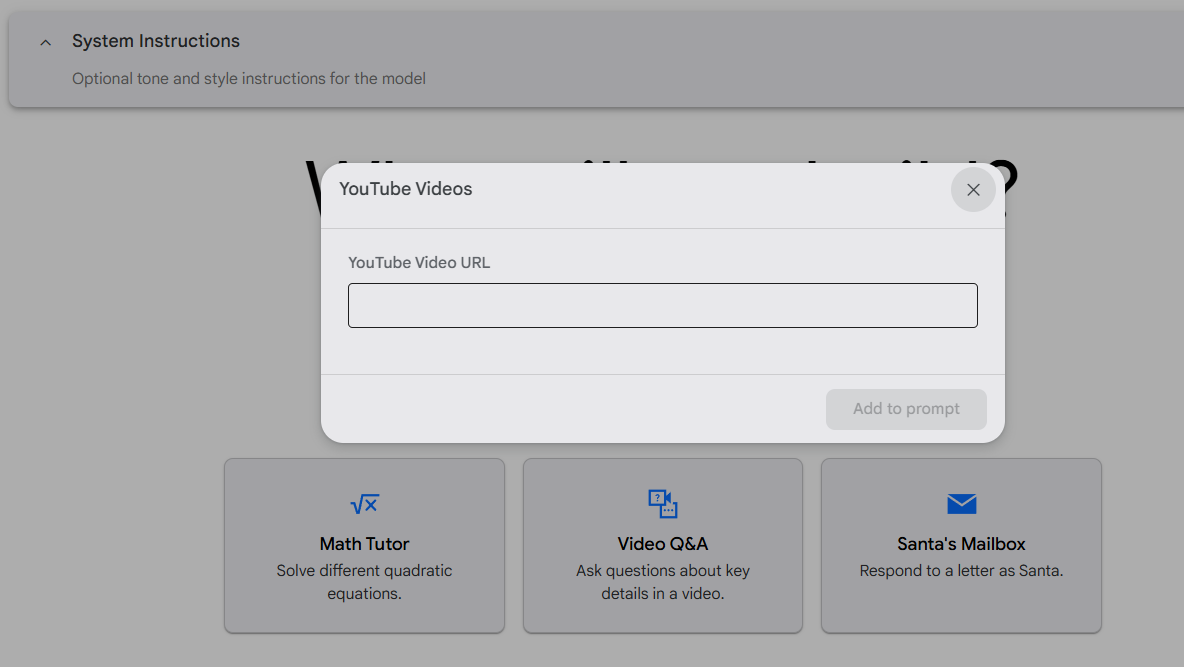 System Instructions
Optional tone and style instructions for the model
YouTube Videos
YouTube Video URL
Add to prompt
Math Tutor
Solve different quadratic
equations.
Video Q&A
Ask questions about key
details in a video.
Santa's Mailbox
Respond to a letter as Santa.